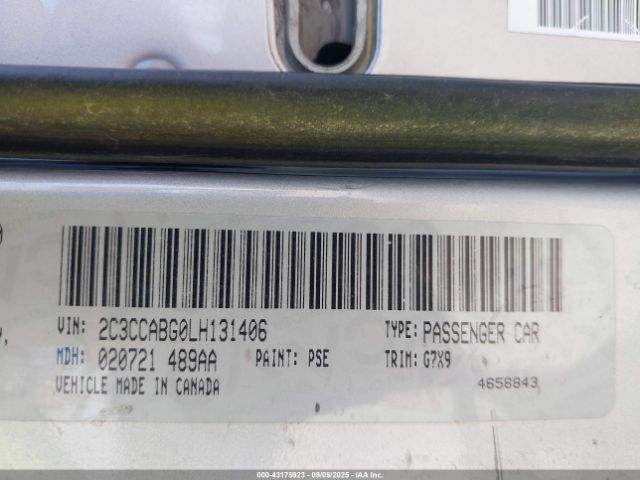 VIN: 2C3CCABG0LH131406 TYPE: PASSENGER CAR
MDH: 020721 489AA PAINT: PSE TRIM: G7X9
VEHICLE MADE IN CANADA 4658843
000-43175923 - 09/09/2025 - ©IAA Inc.